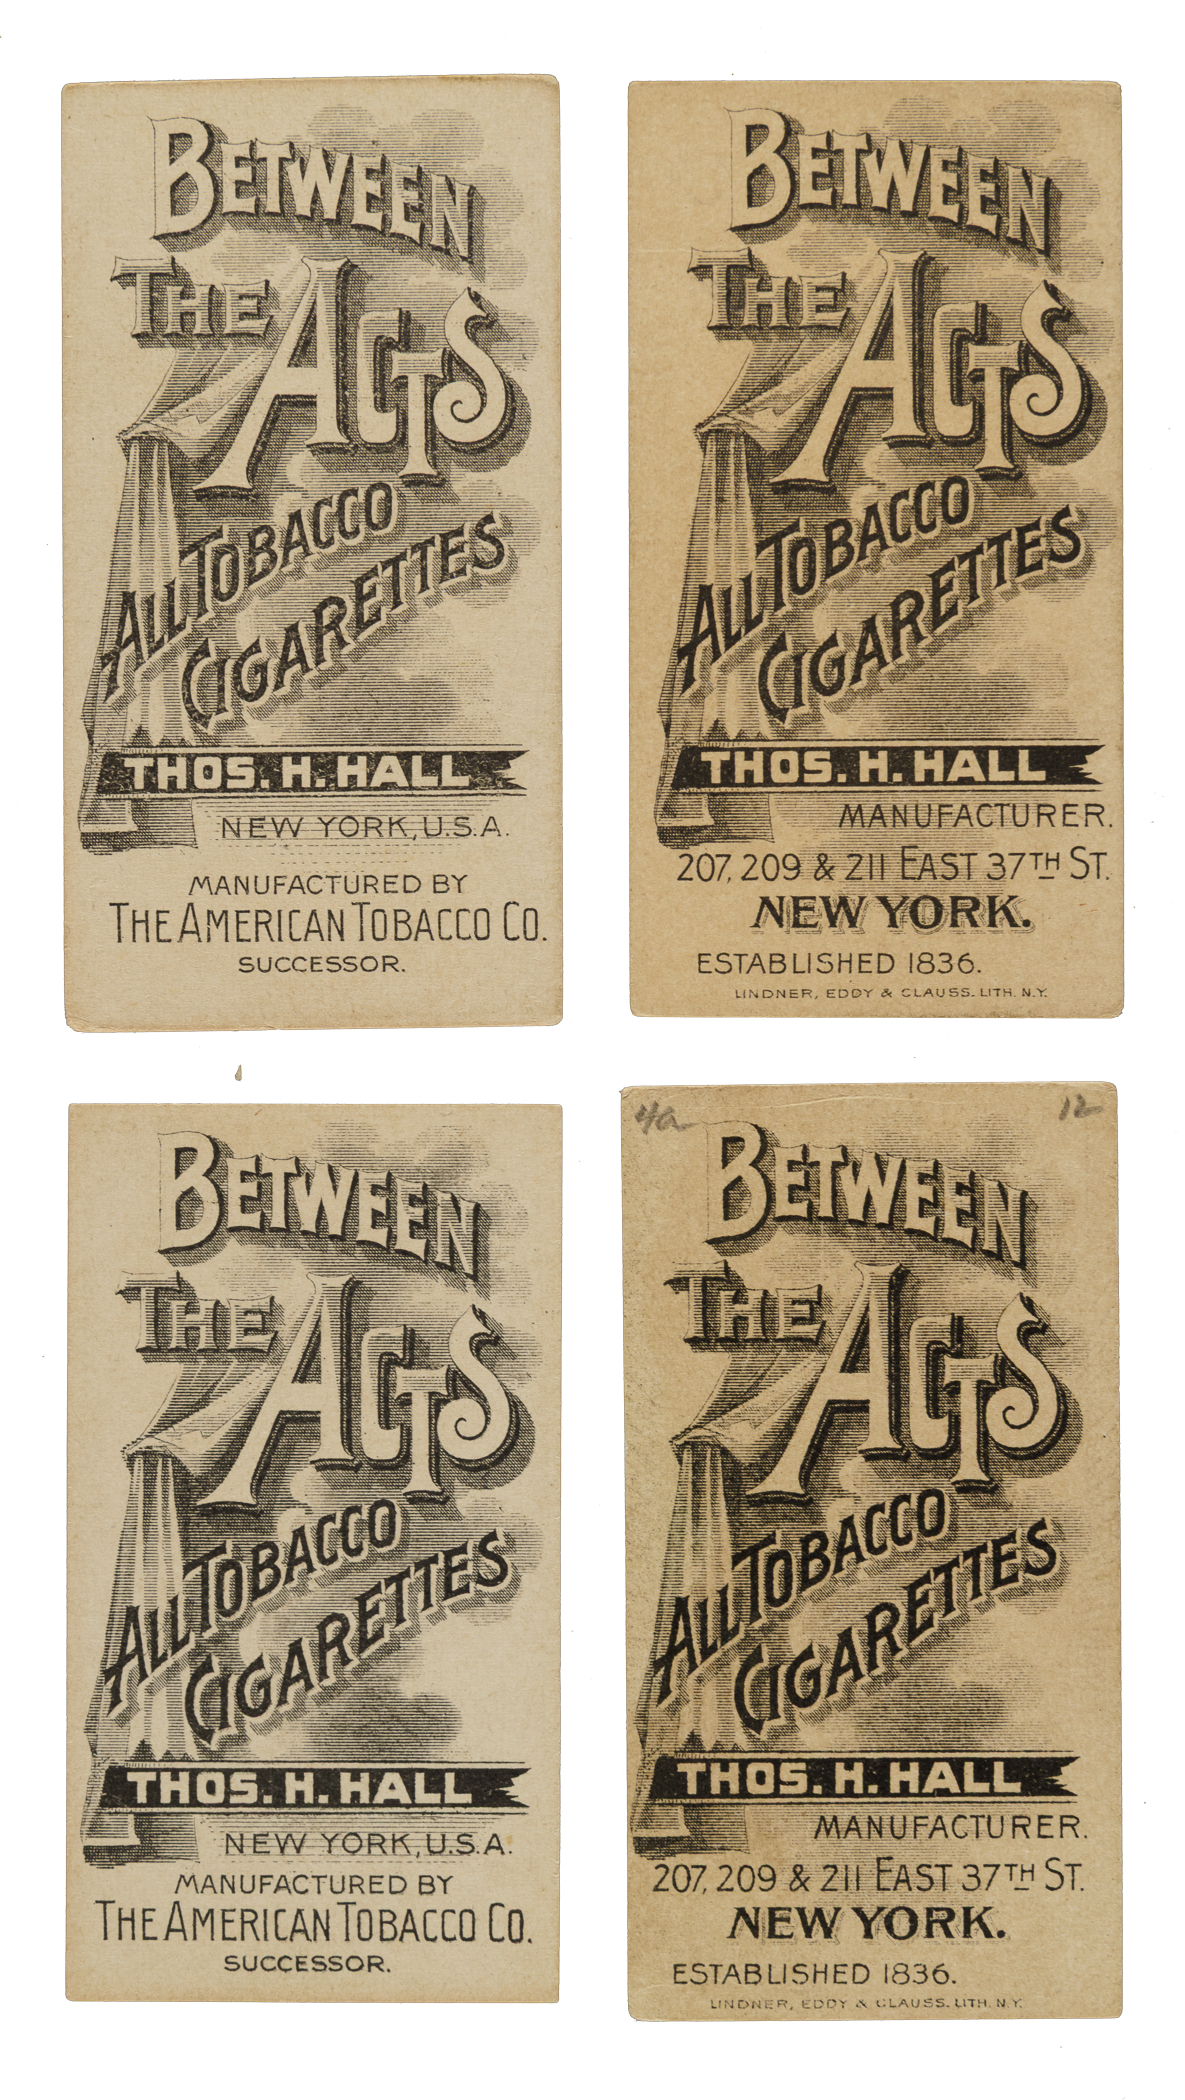 BETWEEN
THE ACTS
ALL TOBACCO
CIGARETTES
THOS. H. HALL
NEW YORK, U.S.A.
MANUFACTURED BY
THE AMERICAN TOBACCO CO.
SUCCESSOR.
BETWEEN
THE ACTS
ALL TOBACCO
CIGARETTES
THOS. H. HALL
MANUFACTURER.
207, 209 & 211 EAST 37TH ST.
NEW YORK.
ESTABLISHED 1836.
LINDNER, EDDY & CLAUSS. LITH. N.Y.
BETWEEN
THE ACTS
ALL TOBACCO
CIGARETTES
THOS. H. HALL
NEW YORK, U.S.A.
MANUFACTURED BY
THE AMERICAN TOBACCO CO.
SUCCESSOR.
4a 12
BETWEEN
THE ACTS
ALL TOBACCO
CIGARETTES
THOS. H. HALL
MANUFACTURER.
207, 209 & 211 EAST 37TH ST.
NEW YORK.
ESTABLISHED 1836.
LINDNER, EDDY & CLAUSS. LITH. N.Y.